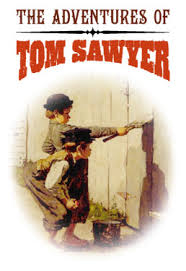 THE ADVENTURES OF
TOM SAWYER